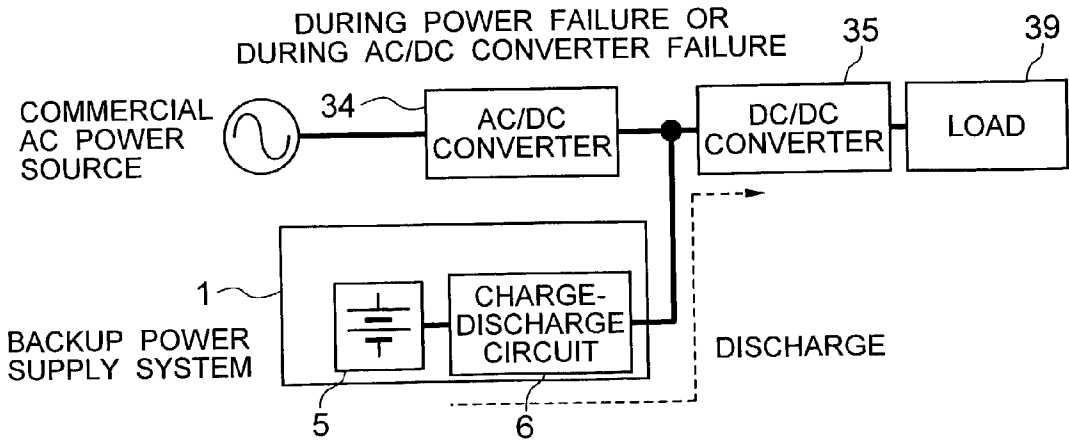 DURING POWER FAILURE OR
DURING AC/DC CONVERTER FAILURE
35
39
COMMERCIAL
AC POWER
SOURCE
34
AC/DC
CONVERTER
DC/DC
CONVERTER
LOAD
1
CHARGE-
DISCHARGE
CIRCUIT
BACKUP POWER
SUPPLY SYSTEM
DISCHARGE
5
6